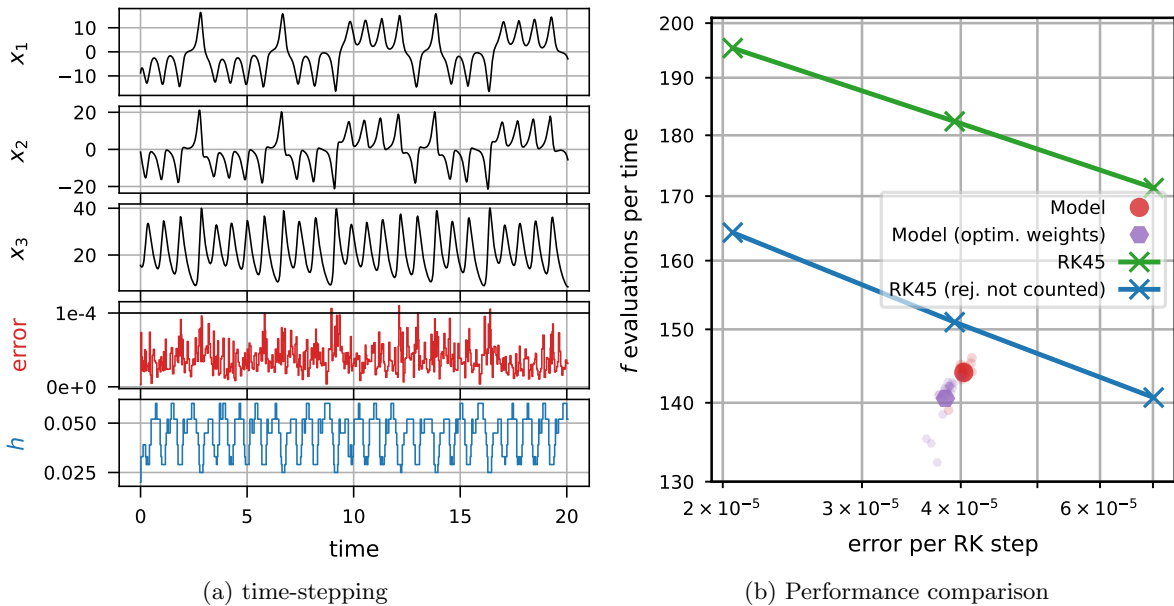 x₁
10
0
−10
x₂
20
0
−20
x₃
40
20
error
1e-4
0e+0
h
0.050
0.025
0
5
10
15
20
time
(a) time-stepping
f evaluations per time
200
190
180
170
160
150
140
130
Model
Model (optim. weights)
RK45
RK45 (rej. not counted)
2 × 10⁻⁵
3 × 10⁻⁵
4 × 10⁻⁵
6 × 10⁻⁵
error per RK step
(b) Performance comparison